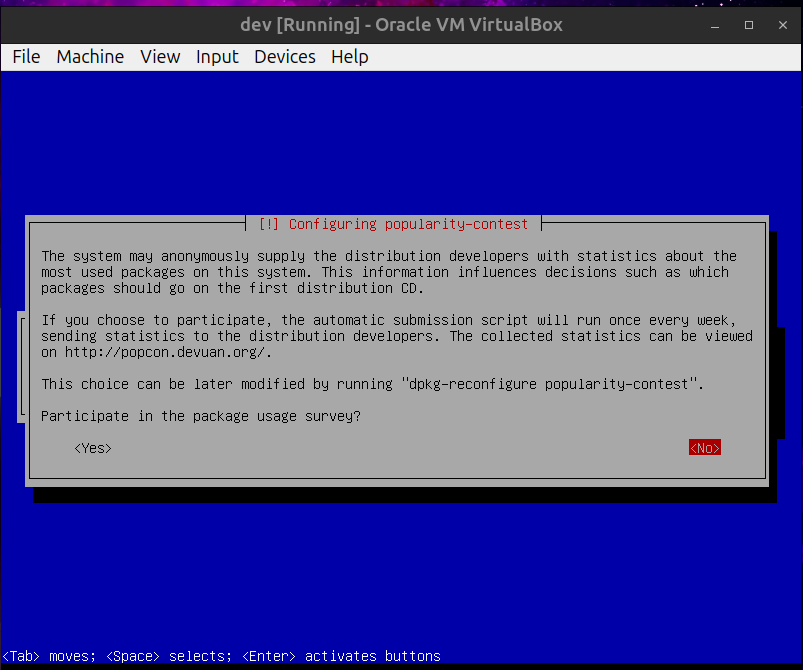 dev [Running] - Oracle VM VirtualBox
File Machine View Input Devices Help
[!] Configuring popularity-contest
The system may anonymously supply the distribution developers with statistics about the
most used packages on this system. This information influences decisions such as which
packages should go on the first distribution CD.
If you choose to participate, the automatic submission script will run once every week,
sending statistics to the distribution developers. The collected statistics can be viewed
on http://popcon.devuan.org/.
This choice can be later modified by running "dpkg-reconfigure popularity-contest".
Participate in the package usage survey?
<Yes> <No>
<Tab> moves; <Space> selects; <Enter> activates buttons